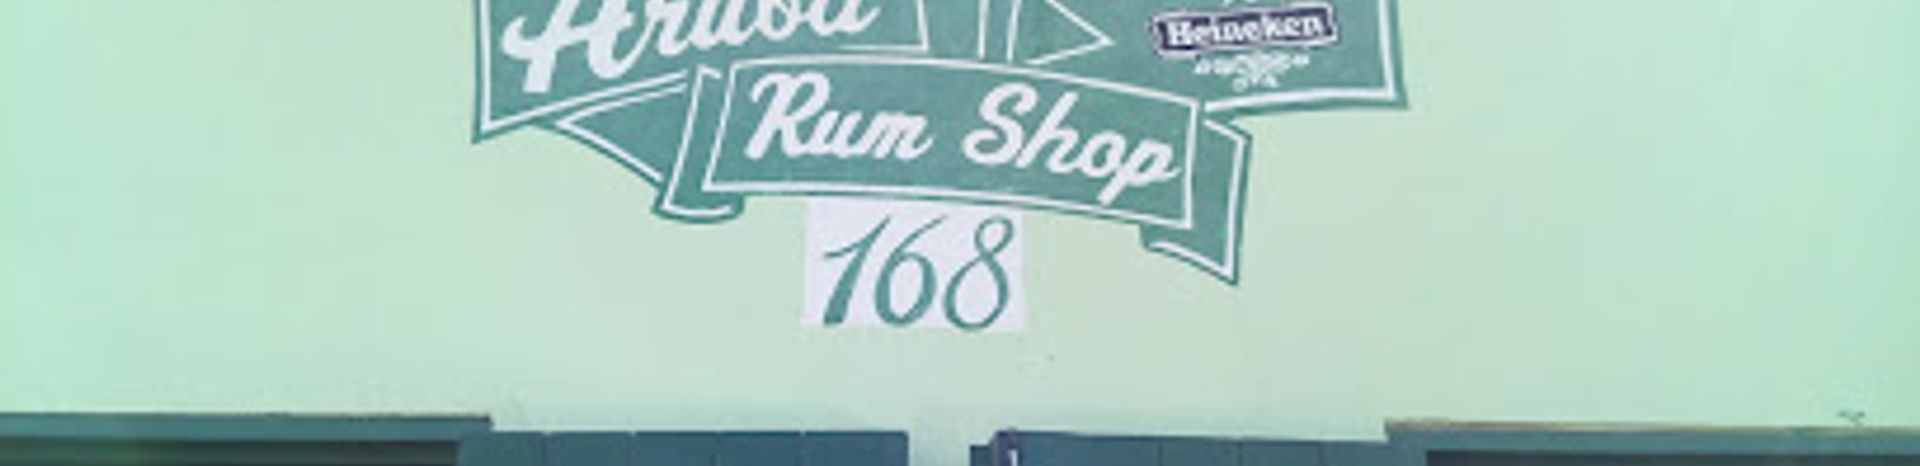 Aruba
Heineken
Rum Shop
168